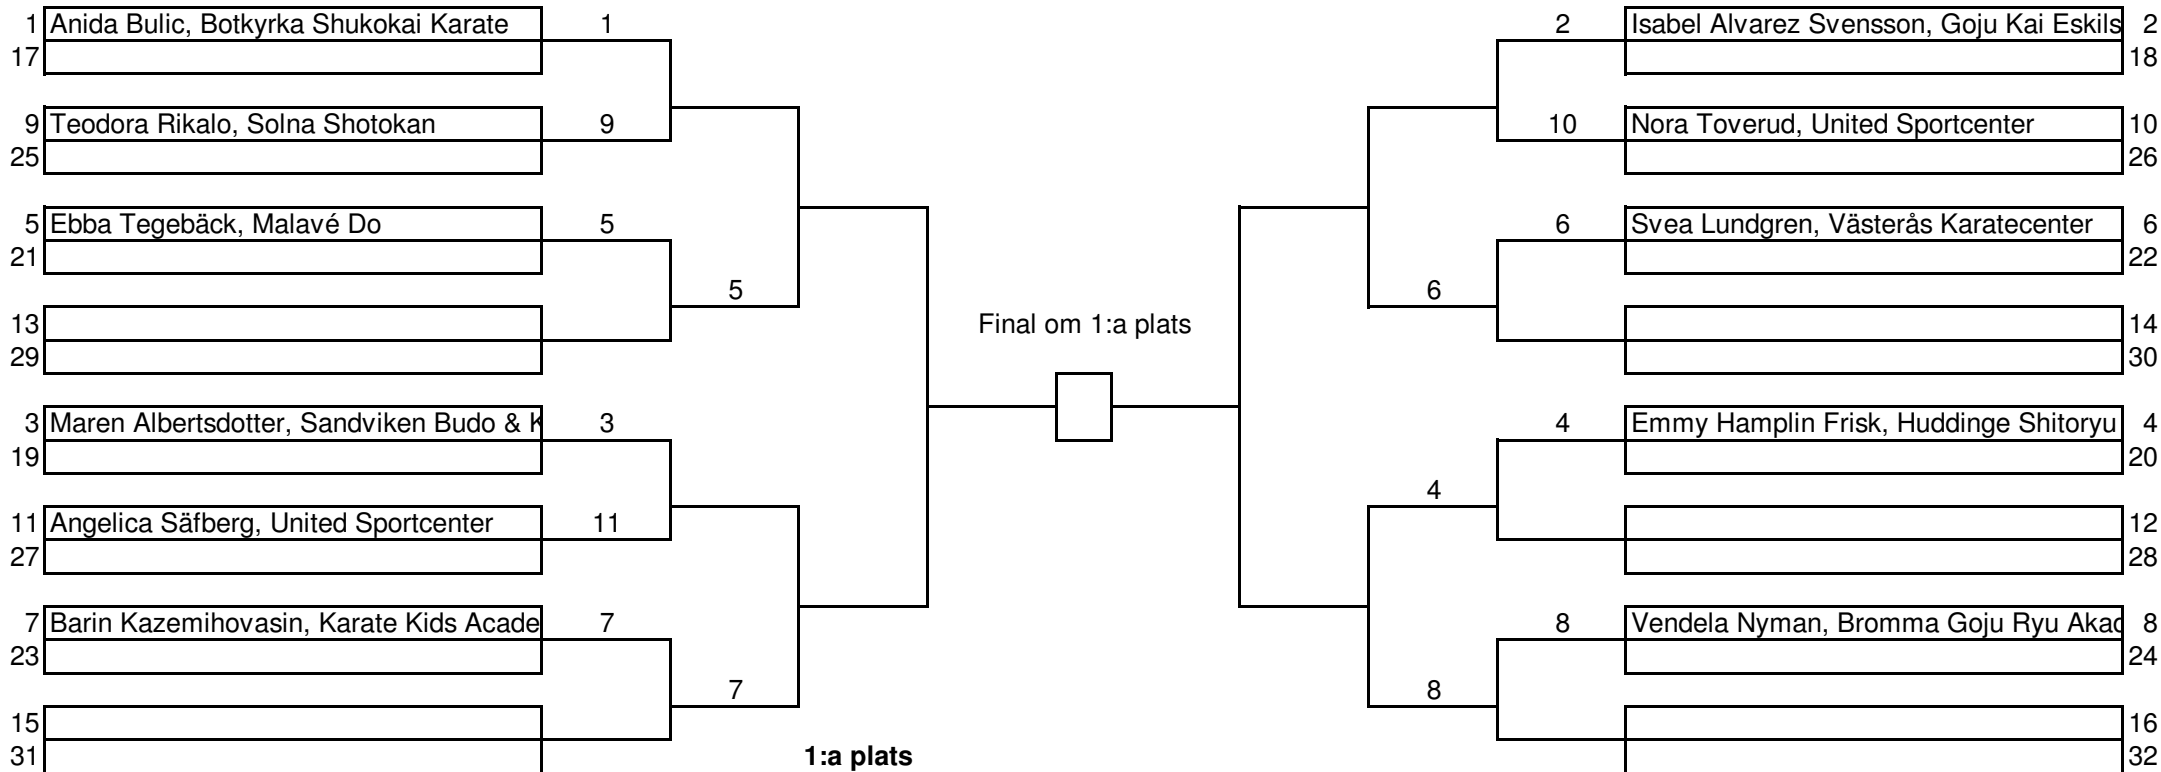 1 Anida Bulic, Botkyrka Shukokai Karate 1 2 Isabel Alvarez Svensson, Goju Kai Eskils 2
17 18
9 Teodora Rikalo, Solna Shotokan 9 10 Nora Toverud, United Sportcenter 10
25 26
5 Ebba Tegebäck, Malavé Do 5 6 Svea Lundgren, Västerås Karatecenter 6
21 22
5 6
13 Final om 1:a plats 14
29 30
3 Maren Albertsdotter, Sandviken Budo & K 3 4 Emmy Hamplin Frisk, Huddinge Shitoryu 4
19 20
4
11 Angelica Säfberg, United Sportcenter 11 12
27 28
7 Barin Kazemihovasin, Karate Kids Acade 7 8 Vendela Nyman, Bromma Goju Ryu Akad 8
23 24
7 8
15 16
31 1:a plats 32